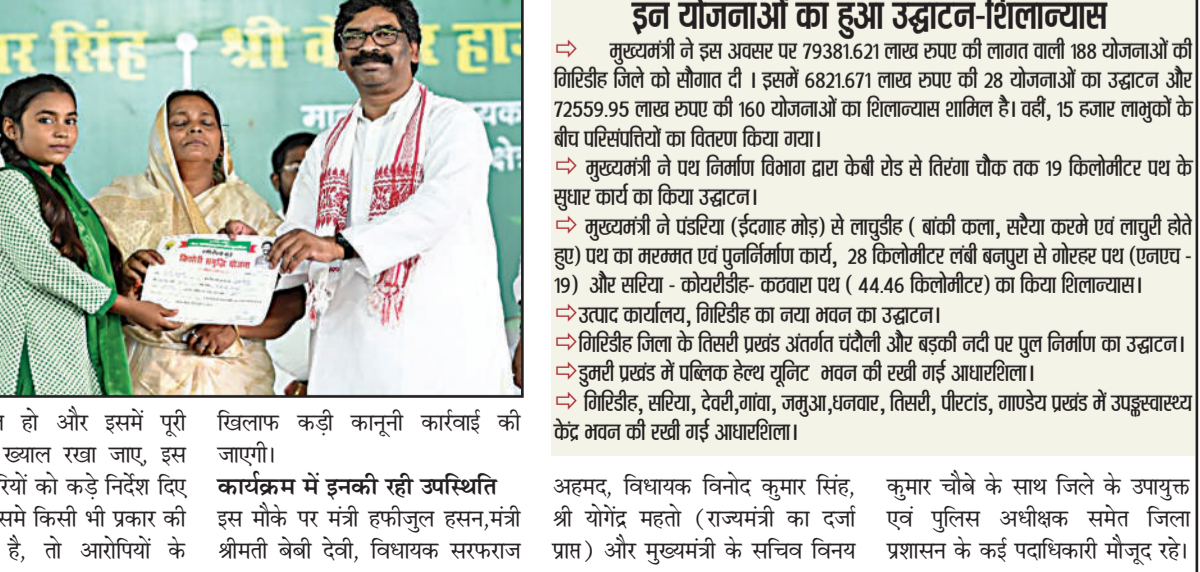 र सिंह • श्री के र हा
मा यक
क्षे
किशोरी समृद्धि योजना
त हो और इसमें पूरी
ख्याल रखा जाए, इस
रियों को कड़े निर्देश दिए
समे किसी भी प्रकार की
है, तो आरोपियों के
खिलाफ कड़ी कानूनी कार्रवाई की
जाएगी।
कार्यक्रम में इनकी रही उपस्थिति
इस मौके पर मंत्री हफीजुल हसन,मंत्री
श्रीमती बेबी देवी, विधायक सरफराज
अहमद, विधायक विनोद कुमार सिंह,
श्री योगेंद्र महतो (राज्यमंत्री का दर्जा
प्राप्त) और मुख्यमंत्री के सचिव विनय
कुमार चौबे के साथ जिले के उपायुक्त
एवं पुलिस अधीक्षक समेत जिला
प्रशासन के कई पदाधिकारी मौजूद रहे।
इन योजनाओं का हुआ उद्घाटन-शिलान्यास
⇨ मुख्यमंत्री ने इस अवसर पर 79381.621 लाख रुपए की लागत वाली 188 योजनाओं की
गिरिडीह जिले को सौगात दी । इसमें 6821.671 लाख रुपए की 28 योजनाओं का उद्घाटन और
72559.95 लाख रुपए की 160 योजनाओं का शिलान्यास शामिल है। वहीं, 15 हजार लाभुकों के
बीच परिसंपत्तियों का वितरण किया गया।
⇨ मुख्यमंत्री ने पथ निर्माण विभाग द्वारा केबी रोड से तिरंगा चौक तक 19 किलोमीटर पथ के
सुधार कार्य का किया उद्घाटन।
⇨ मुख्यमंत्री ने पंडरिया (ईदगाह मोड़) से लाचुडीह ( बांकी कला, सरैया करमे एवं लाचुरी होते
हुए) पथ का मरम्मत एवं पुनर्निर्माण कार्य, 28 किलोमीटर लंबी बनपुरा से गोरहर पथ (एनएच -
19) और सरिया - कोयरीडीह- कठवारा पथ ( 44.46 किलोमीटर) का किया शिलान्यास।
⇨उत्पाद कार्यालय, गिरिडीह का नया भवन का उद्घाटन।
⇨गिरिडीह जिला के तिसरी प्रखंड अंतर्गत चंदौली और बड़की नदी पर पुल निर्माण का उद्घाटन।
⇨डुमरी प्रखंड में पब्लिक हेल्थ यूनिट भवन की रखी गई आधारशिला।
⇨ गिरिडीह, सरिया, देवरी,गांवा, जमुआ,धनवार, तिसरी, पीरटांड, गाण्डेय प्रखंड में उपङ्कस्वास्थ्य
केंद्र भवन की रखी गई आधारशिला।